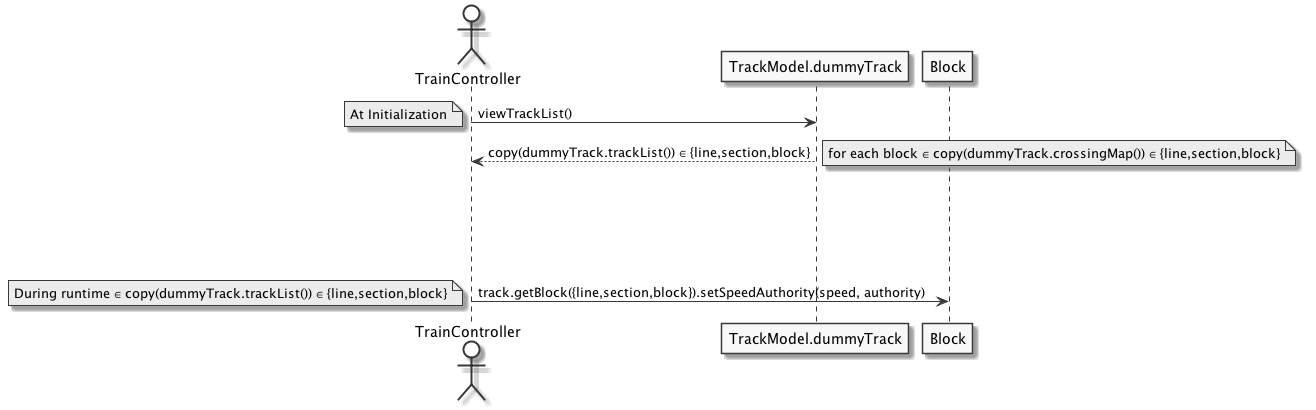 TrainController
TrackModel.dummyTrack
Block
At Initialization
viewTrackList()
copy(dummyTrack.trackList()) ∈ {line,section,block}
for each block ∈ copy(dummyTrack.crossingMap()) ∈ {line,section,block}
During runtime ∈ copy(dummyTrack.trackList()) ∈ {line,section,block}
track.getBlock({line,section,block}).setSpeedAuthority(speed, authority)
TrainController
TrackModel.dummyTrack
Block